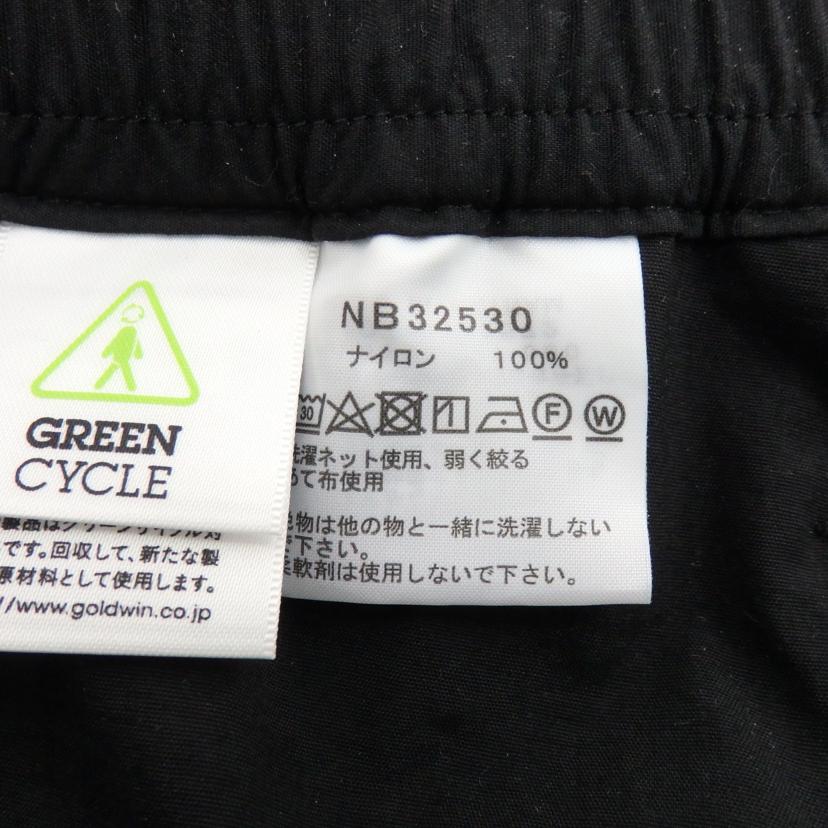 GREEN
CYCLE
です。回収して、新たな製
原材料として使用します。
//www.goldwin.co.jp
NB32530
ナイロン 100%
30
F W
洗濯ネット使用、弱く絞る
あて布使用
物は他の物と一緒に洗濯しない
で下さい。
柔軟剤は使用しないで下さい。